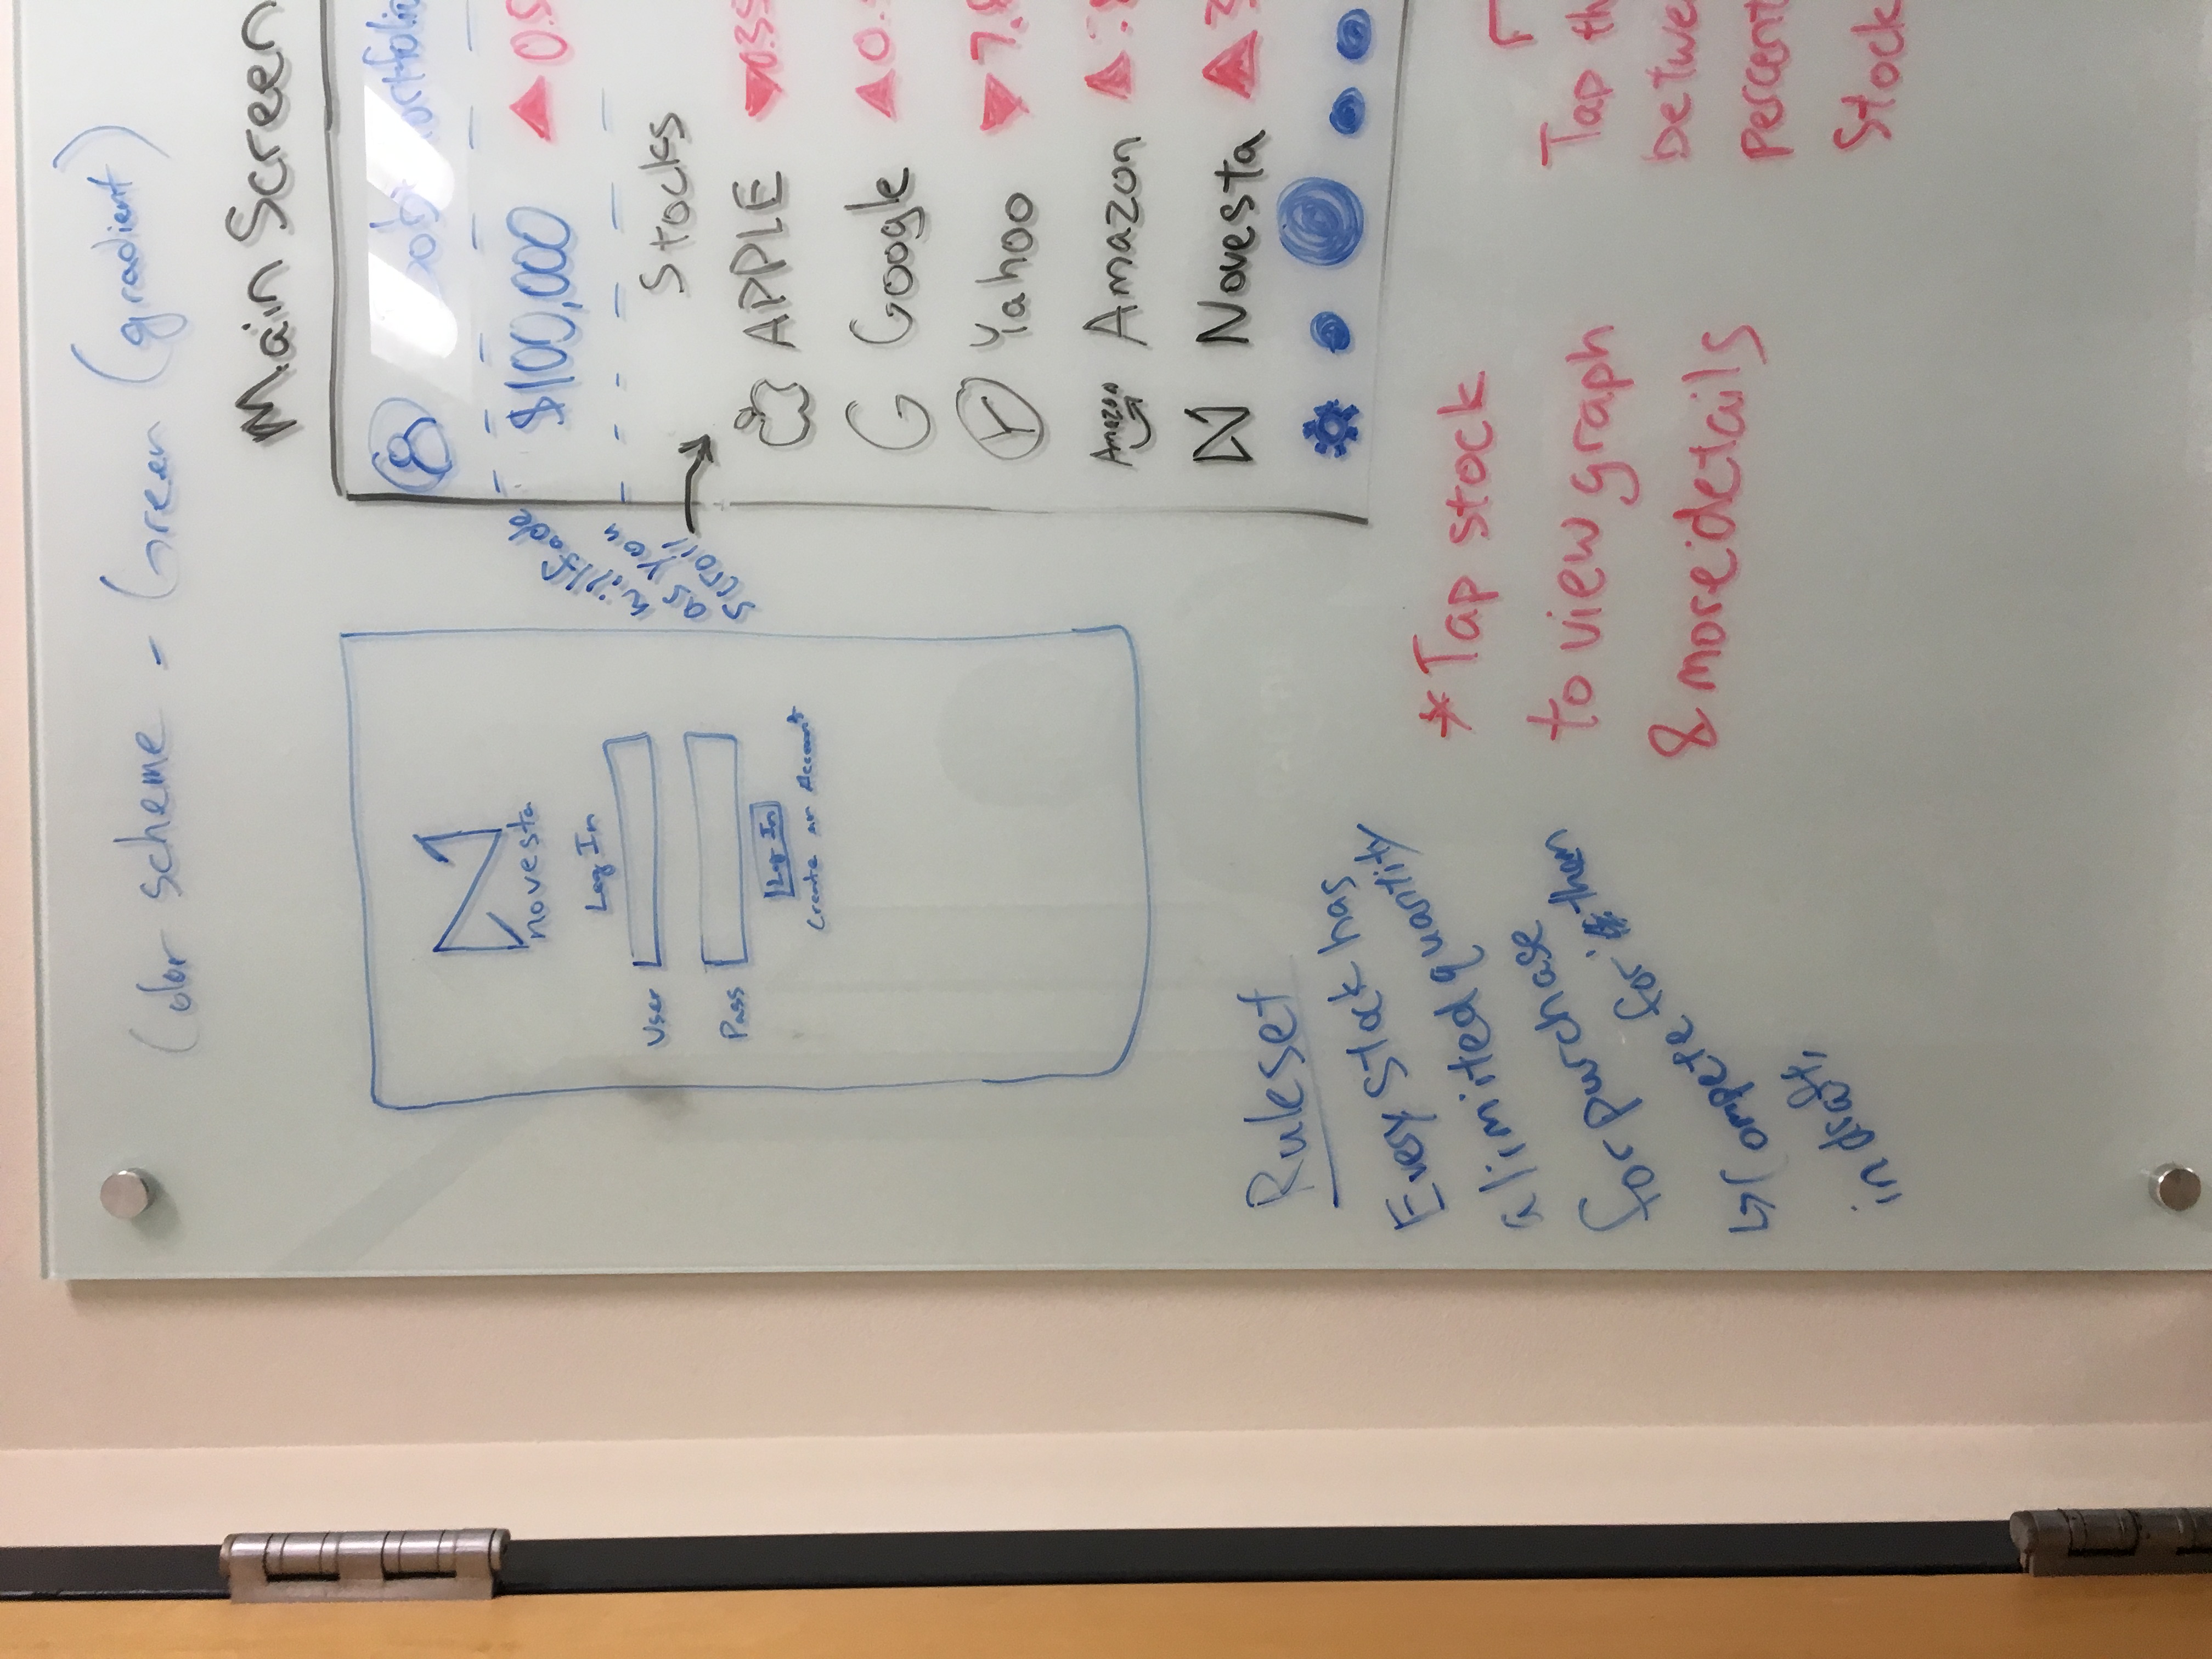 Color scheme - Green (gradient)
Main Screen
novesta
Log In
User
Pass
Log In
Create an Account
will fade
as you
scroll
$100,000 ▲ 0.5
Stocks
APPLE ▼ 0.35
G Google ▲ 0.
Y Yahoo ▼ 7.8
Amazon Amazon ▲
N Novesta ▲ 3
Ruleset
Every stock has
a limited quantity
for purchase
↳ Compete for them
in draft.
* Tap stock
to view graph
& more details
Tap th
betwe
percent
Stock